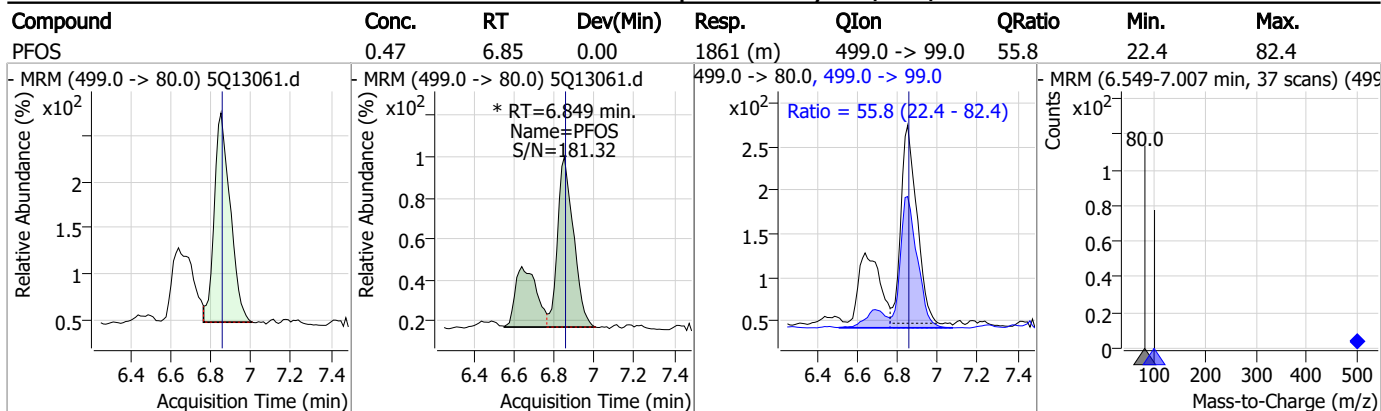 Compound Conc. RT Dev(Min) Resp. QIon QRatio Min. Max.
PFOS 0.47 6.85 0.00 1861 (m) 499.0 -> 99.0 55.8 22.4 82.4
- MRM (499.0 -> 80.0) 5Q13061.d
x10²
Relative Abundance (%)
2
1.5
1
0.5
6.4 6.6 6.8 7 7.2 7.4
Acquisition Time (min)
- MRM (499.0 -> 80.0) 5Q13061.d
x10²
* RT=6.849 min.
Name=PFOS
S/N=181.32
Relative Abundance (%)
1
0.8
0.6
0.4
0.2
6.4 6.6 6.8 7 7.2 7.4
Acquisition Time (min)
499.0 -> 80.0, 499.0 -> 99.0
x10²
Ratio = 55.8 (22.4 - 82.4)
2.5
2
1.5
1
0.5
6.4 6.6 6.8 7 7.2 7.4
Acquisition Time (min)
- MRM (6.549-7.007 min, 37 scans) (499
x10²
Counts
80.0
1
0.8
0.6
0.4
0.2
0
100 200 300 400 500
Mass-to-Charge (m/z)